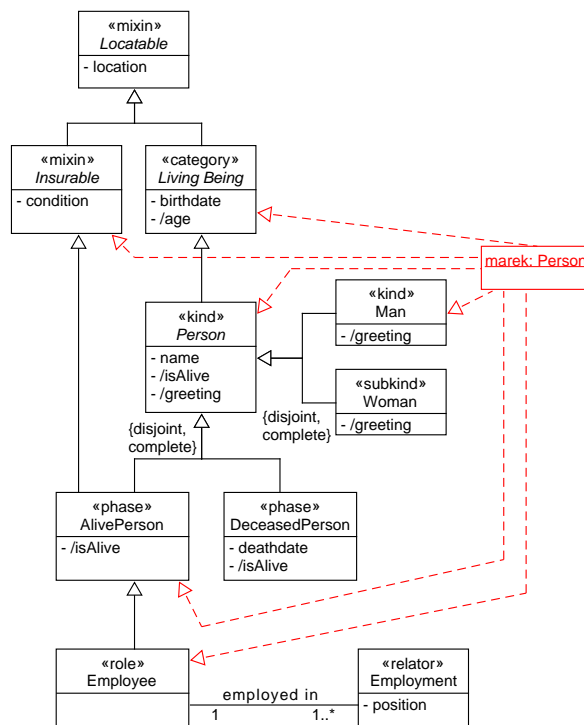 «mixin»
Locatable
- location
«mixin»
Insurable
- condition
«category»
Living Being
- birthdate
- /age
marek: Person
«kind»
Person
- name
- /isAlive
- /greeting
«kind»
Man
- /greeting
«subkind»
Woman
- /greeting
{disjoint,
complete}
{disjoint,
complete}
«phase»
AlivePerson
- /isAlive
«phase»
DeceasedPerson
- deathdate
- /isAlive
«role»
Employee
employed in
1
1..*
«relator»
Employment
- position